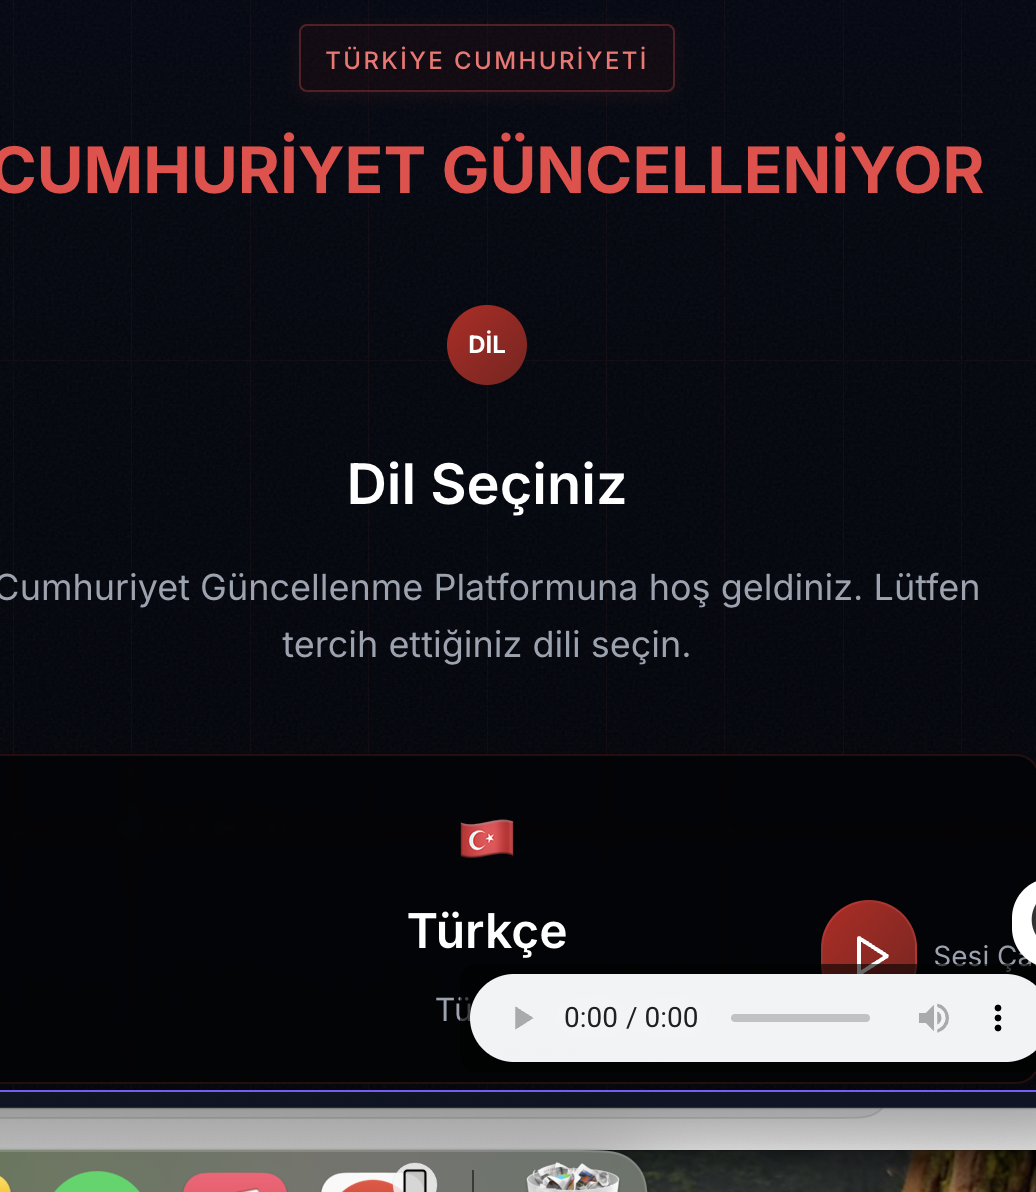 TÜRKİYE CUMHURİYETİ
CUMHURİYET GÜNCELLENİYOR
DİL
Dil Seçiniz
Cumhuriyet Güncellenme Platformuna hoş geldiniz. Lütfen
tercih ettiğiniz dili seçin.
Türkçe
Sesi
0:00 / 0:00